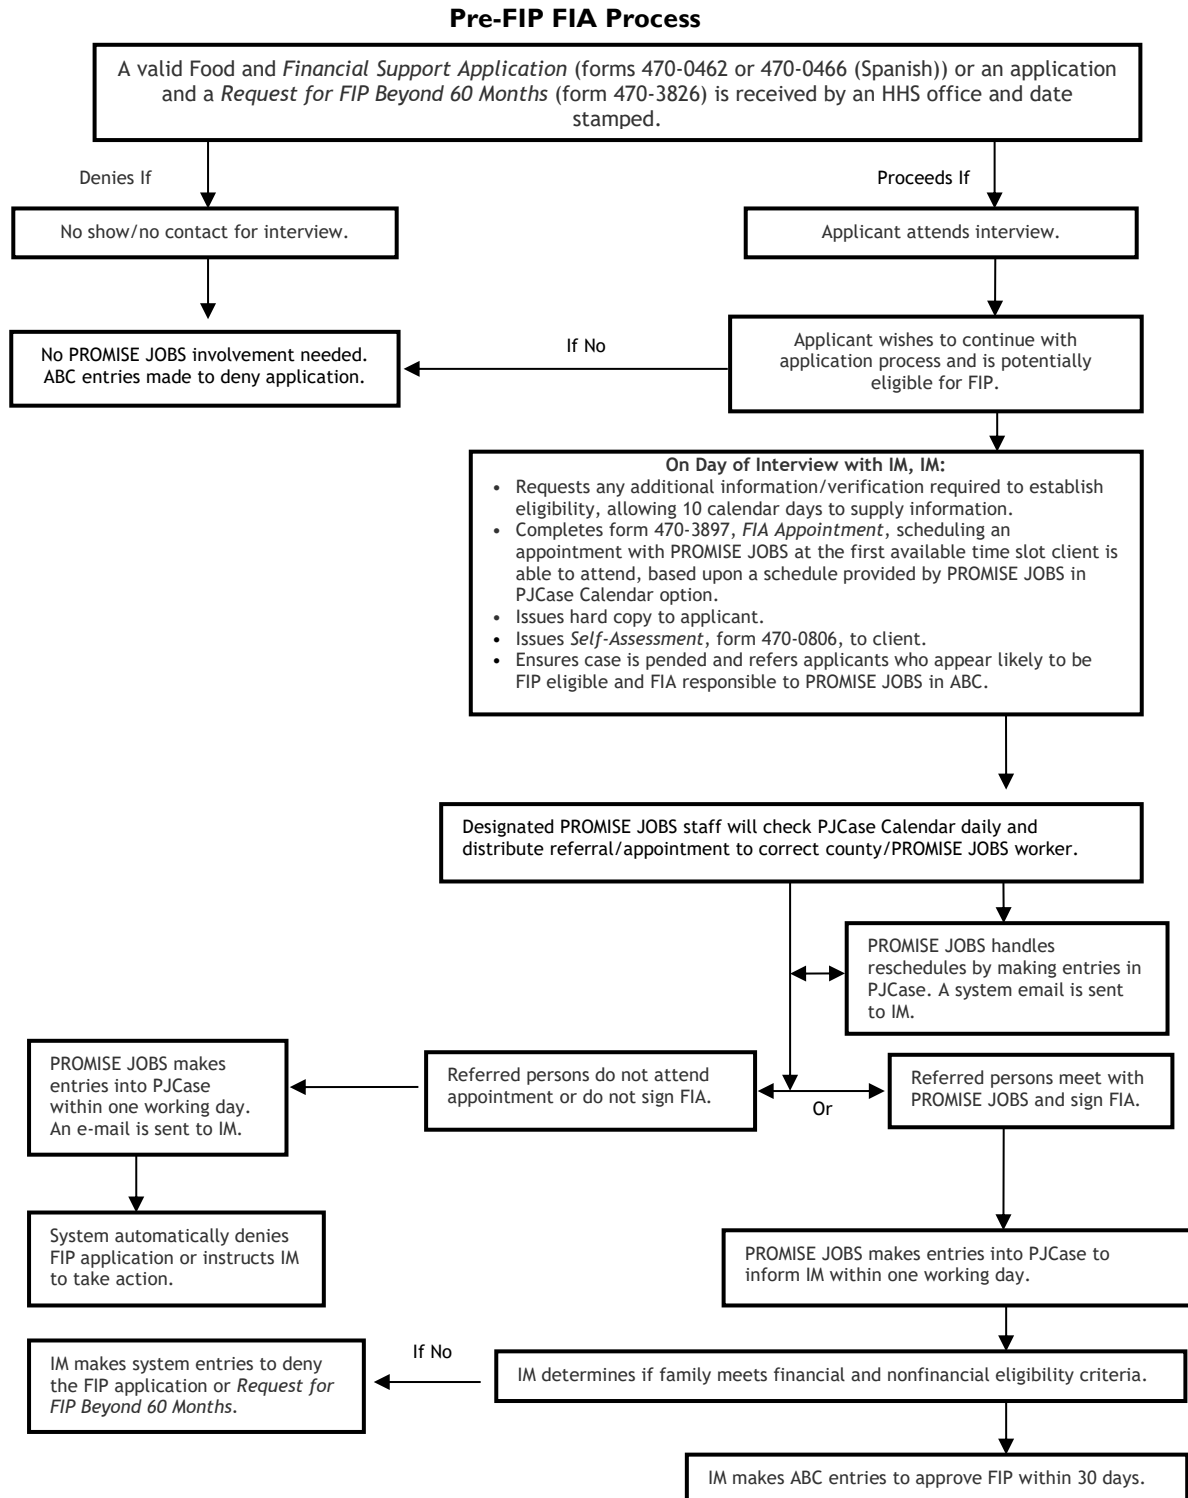 Pre-FIP FIA Process
A valid Food and Financial Support Application (forms 470-0462 or 470-0466 (Spanish)) or an application
and a Request for FIP Beyond 60 Months (form 470-3826) is received by an HHS office and date
stamped.
Denies If
Proceeds If
No show/no contact for interview.
Applicant attends interview.
No PROMISE JOBS involvement needed.
ABC entries made to deny application.
If No
Applicant wishes to continue with
application process and is potentially
eligible for FIP.
On Day of Interview with IM, IM:
• Requests any additional information/verification required to establish
eligibility, allowing 10 calendar days to supply information.
• Completes form 470-3897, FIA Appointment, scheduling an
appointment with PROMISE JOBS at the first available time slot client is
able to attend, based upon a schedule provided by PROMISE JOBS in
PJCase Calendar option.
• Issues hard copy to applicant.
• Issues Self-Assessment, form 470-0806, to client.
• Ensures case is pended and refers applicants who appear likely to be
FIP eligible and FIA responsible to PROMISE JOBS in ABC.
Designated PROMISE JOBS staff will check PJCase Calendar daily and
distribute referral/appointment to correct county/PROMISE JOBS worker.
PROMISE JOBS handles
reschedules by making entries in
PJCase. A system email is sent
to IM.
PROMISE JOBS makes
entries into PJCase
within one working day.
An e-mail is sent to IM.
Referred persons do not attend
appointment or do not sign FIA.
Or
Referred persons meet with
PROMISE JOBS and sign FIA.
System automatically denies
FIP application or instructs IM
to take action.
PROMISE JOBS makes entries into PJCase to
inform IM within one working day.
IM makes system entries to deny
the FIP application or Request for
FIP Beyond 60 Months.
If No
IM determines if family meets financial and nonfinancial eligibility criteria.
IM makes ABC entries to approve FIP within 30 days.